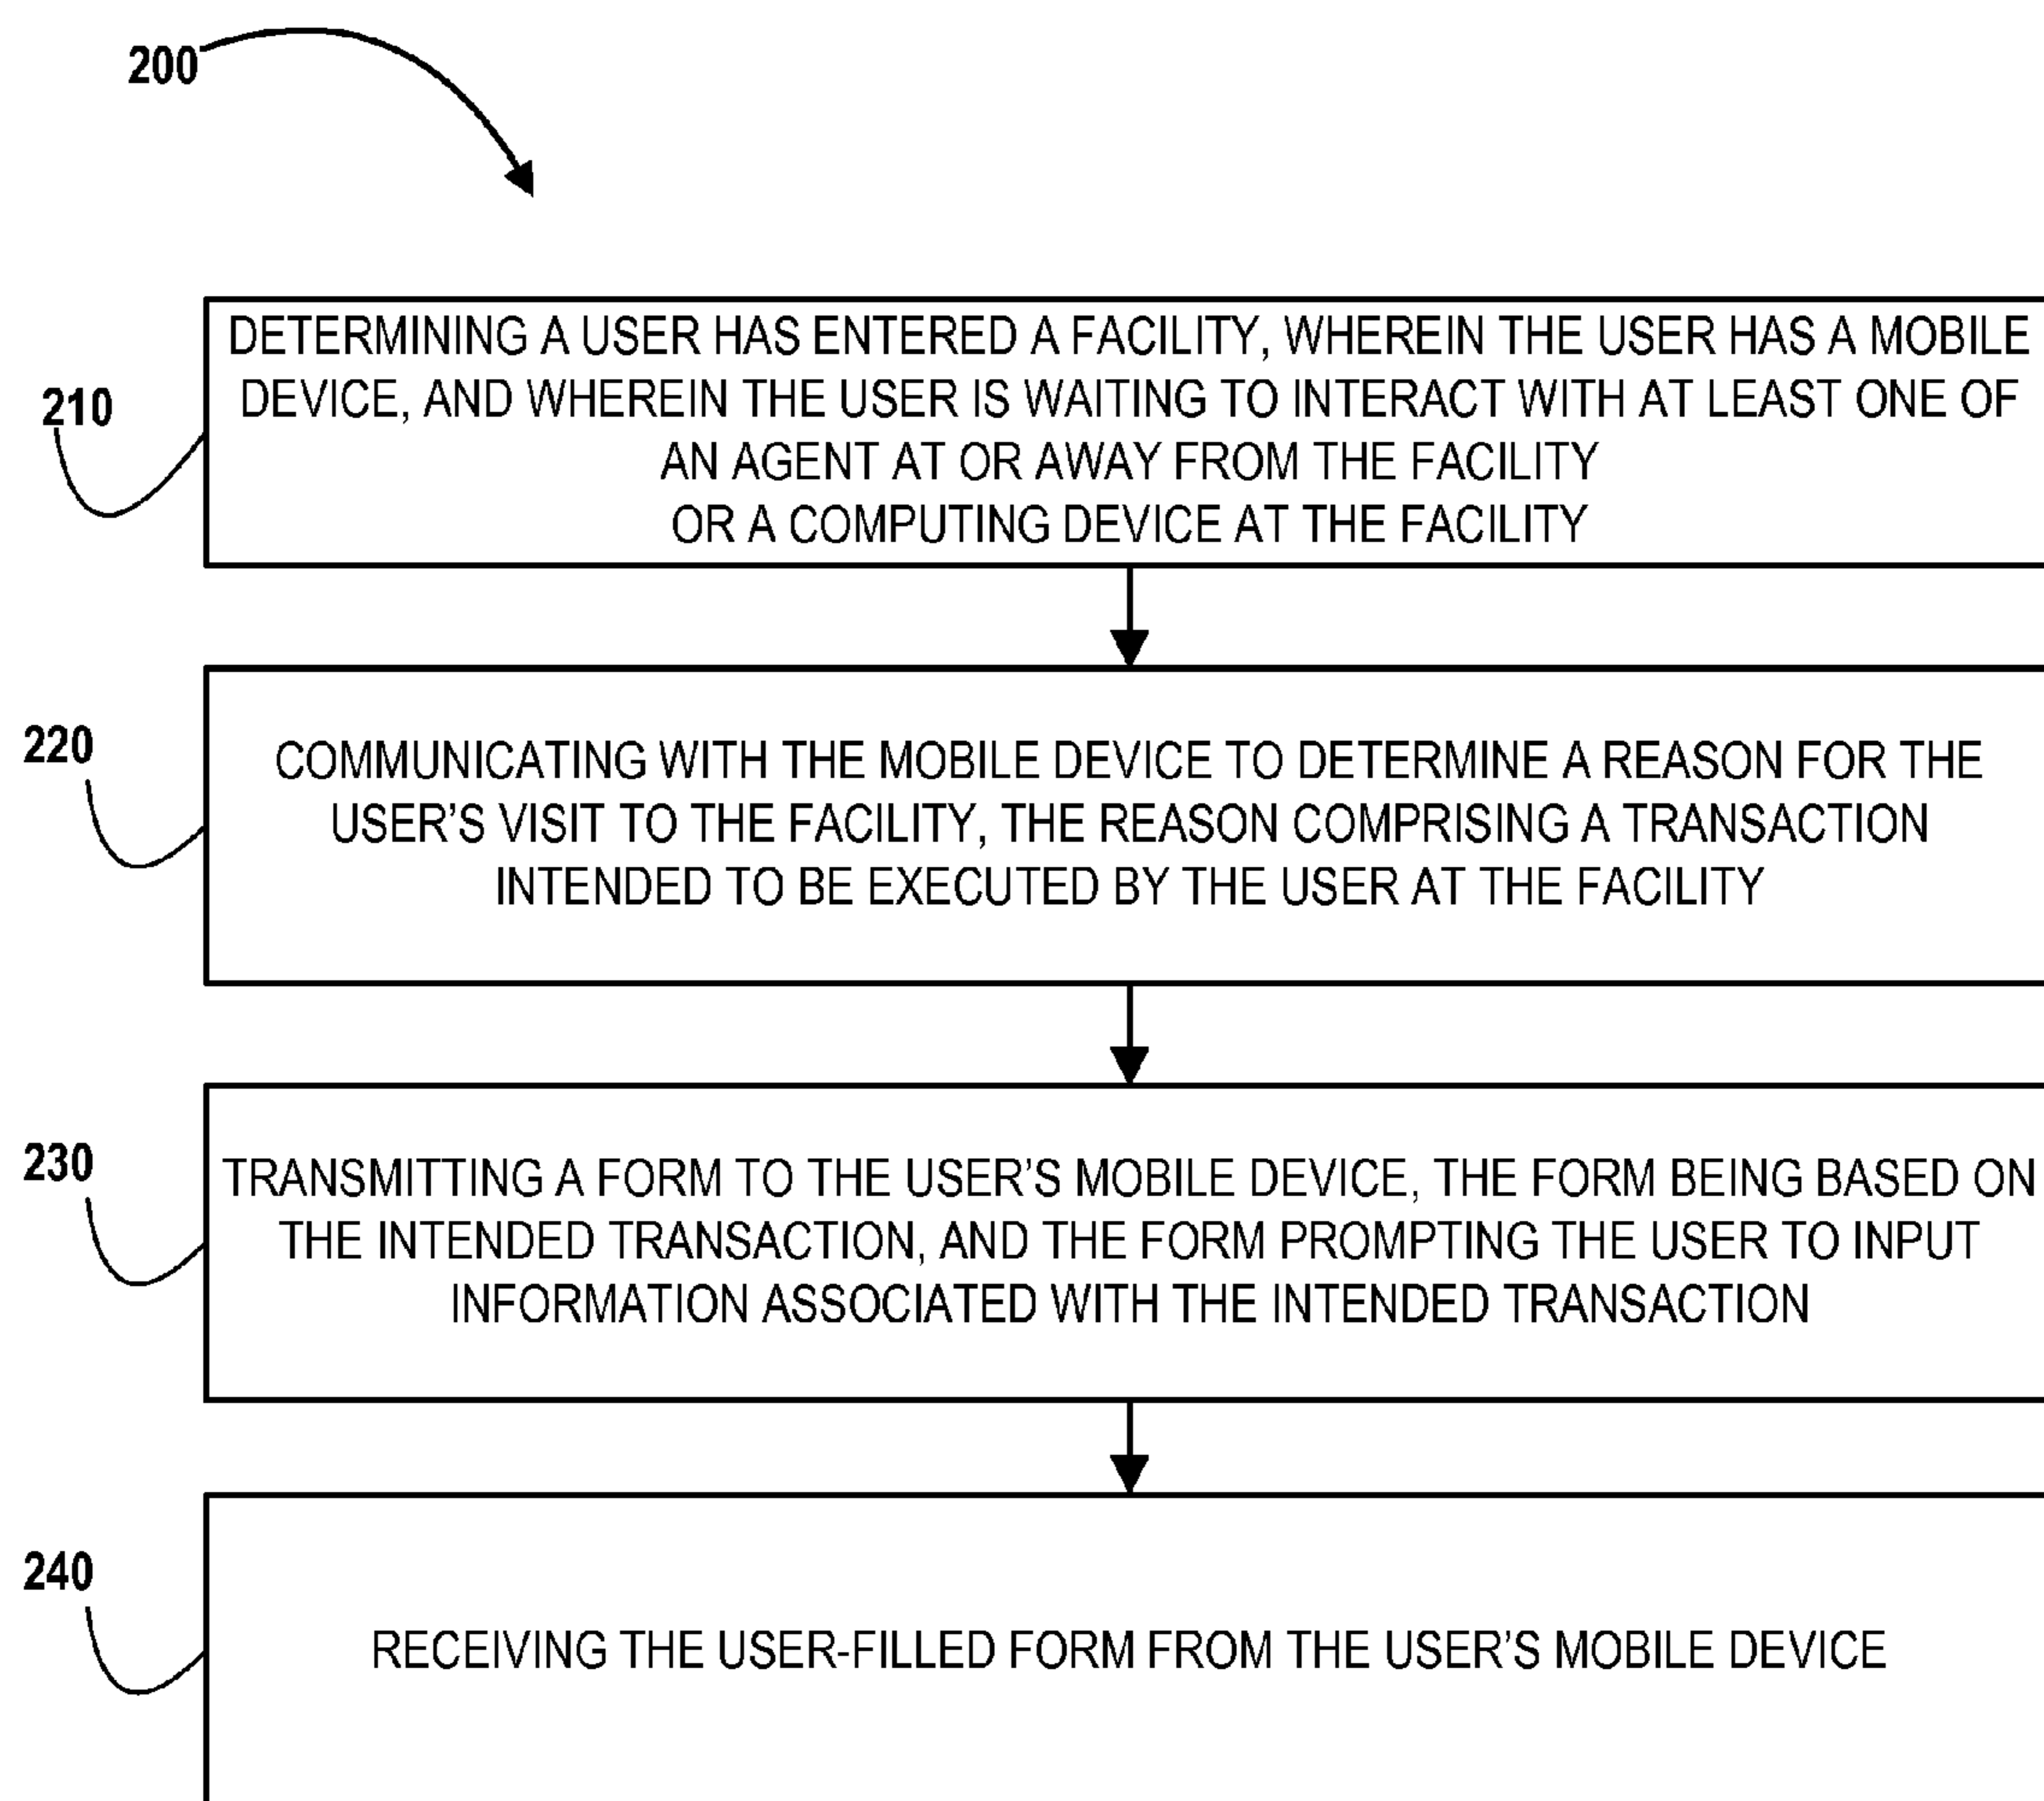 200
210
DETERMINING A USER HAS ENTERED A FACILITY, WHEREIN THE USER HAS A MOBILE
DEVICE, AND WHEREIN THE USER IS WAITING TO INTERACT WITH AT LEAST ONE OF
AN AGENT AT OR AWAY FROM THE FACILITY
OR A COMPUTING DEVICE AT THE FACILITY
220
COMMUNICATING WITH THE MOBILE DEVICE TO DETERMINE A REASON FOR THE
USER'S VISIT TO THE FACILITY, THE REASON COMPRISING A TRANSACTION
INTENDED TO BE EXECUTED BY THE USER AT THE FACILITY
230
TRANSMITTING A FORM TO THE USER'S MOBILE DEVICE, THE FORM BEING BASED ON
THE INTENDED TRANSACTION, AND THE FORM PROMPTING THE USER TO INPUT
INFORMATION ASSOCIATED WITH THE INTENDED TRANSACTION
240
RECEIVING THE USER-FILLED FORM FROM THE USER'S MOBILE DEVICE